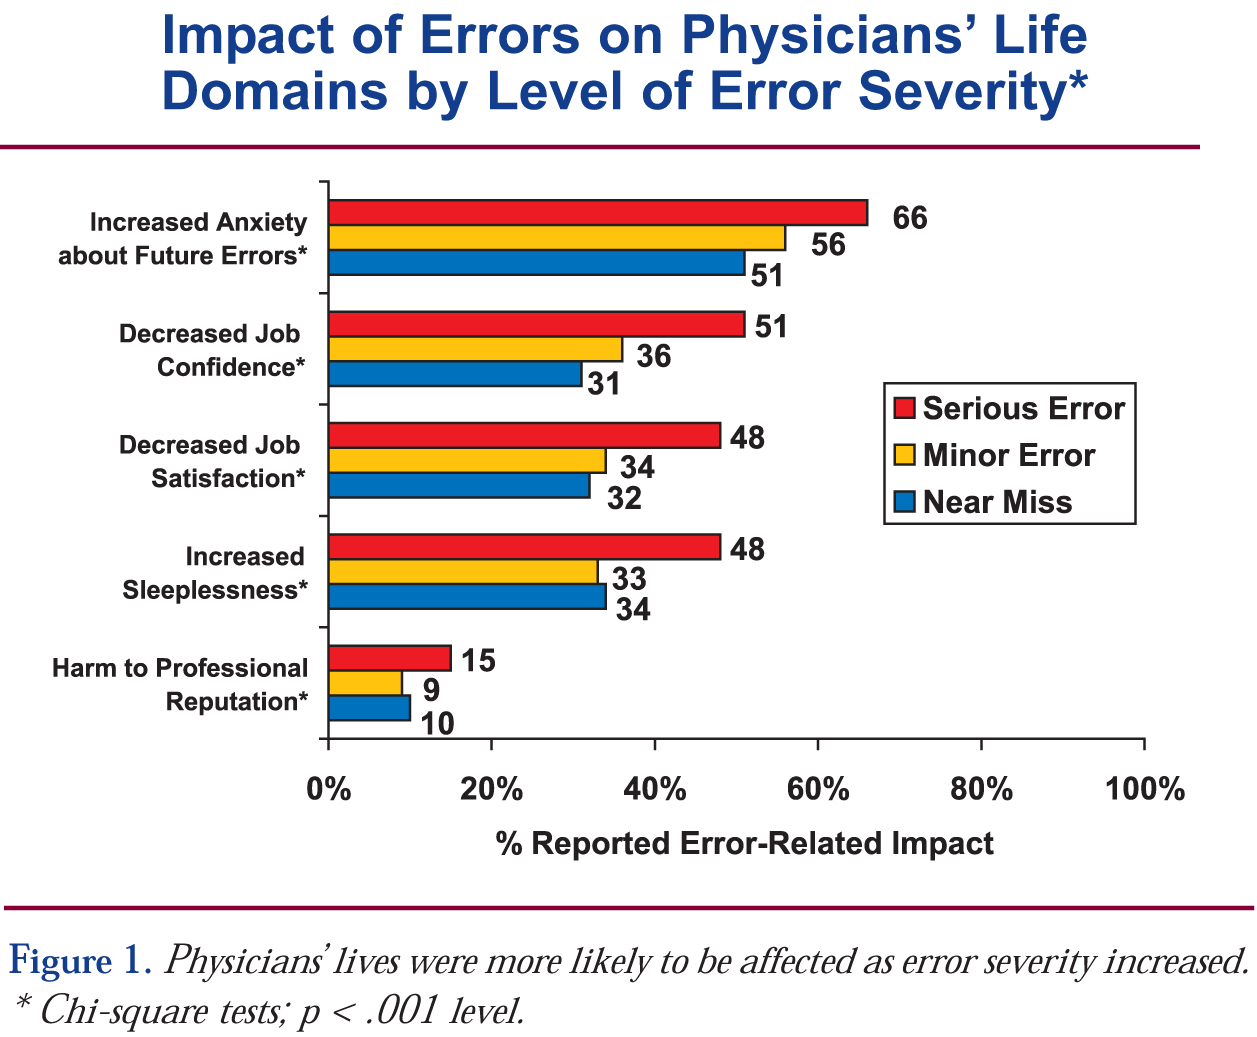 Impact of Errors on Physicians’ Life
Domains by Level of Error Severity*
Increased Anxiety
about Future Errors*
66
56
51
Decreased Job
Confidence*
51
36
31
Decreased Job
Satisfaction*
48
34
32
Increased
Sleeplessness*
48
33
34
Harm to Professional
Reputation*
15
9
10
Serious Error
Minor Error
Near Miss
0% 20% 40% 60% 80% 100%
% Reported Error-Related Impact
Figure 1. Physicians’ lives were more likely to be affected as error severity increased.
* Chi-square tests; p < .001 level.